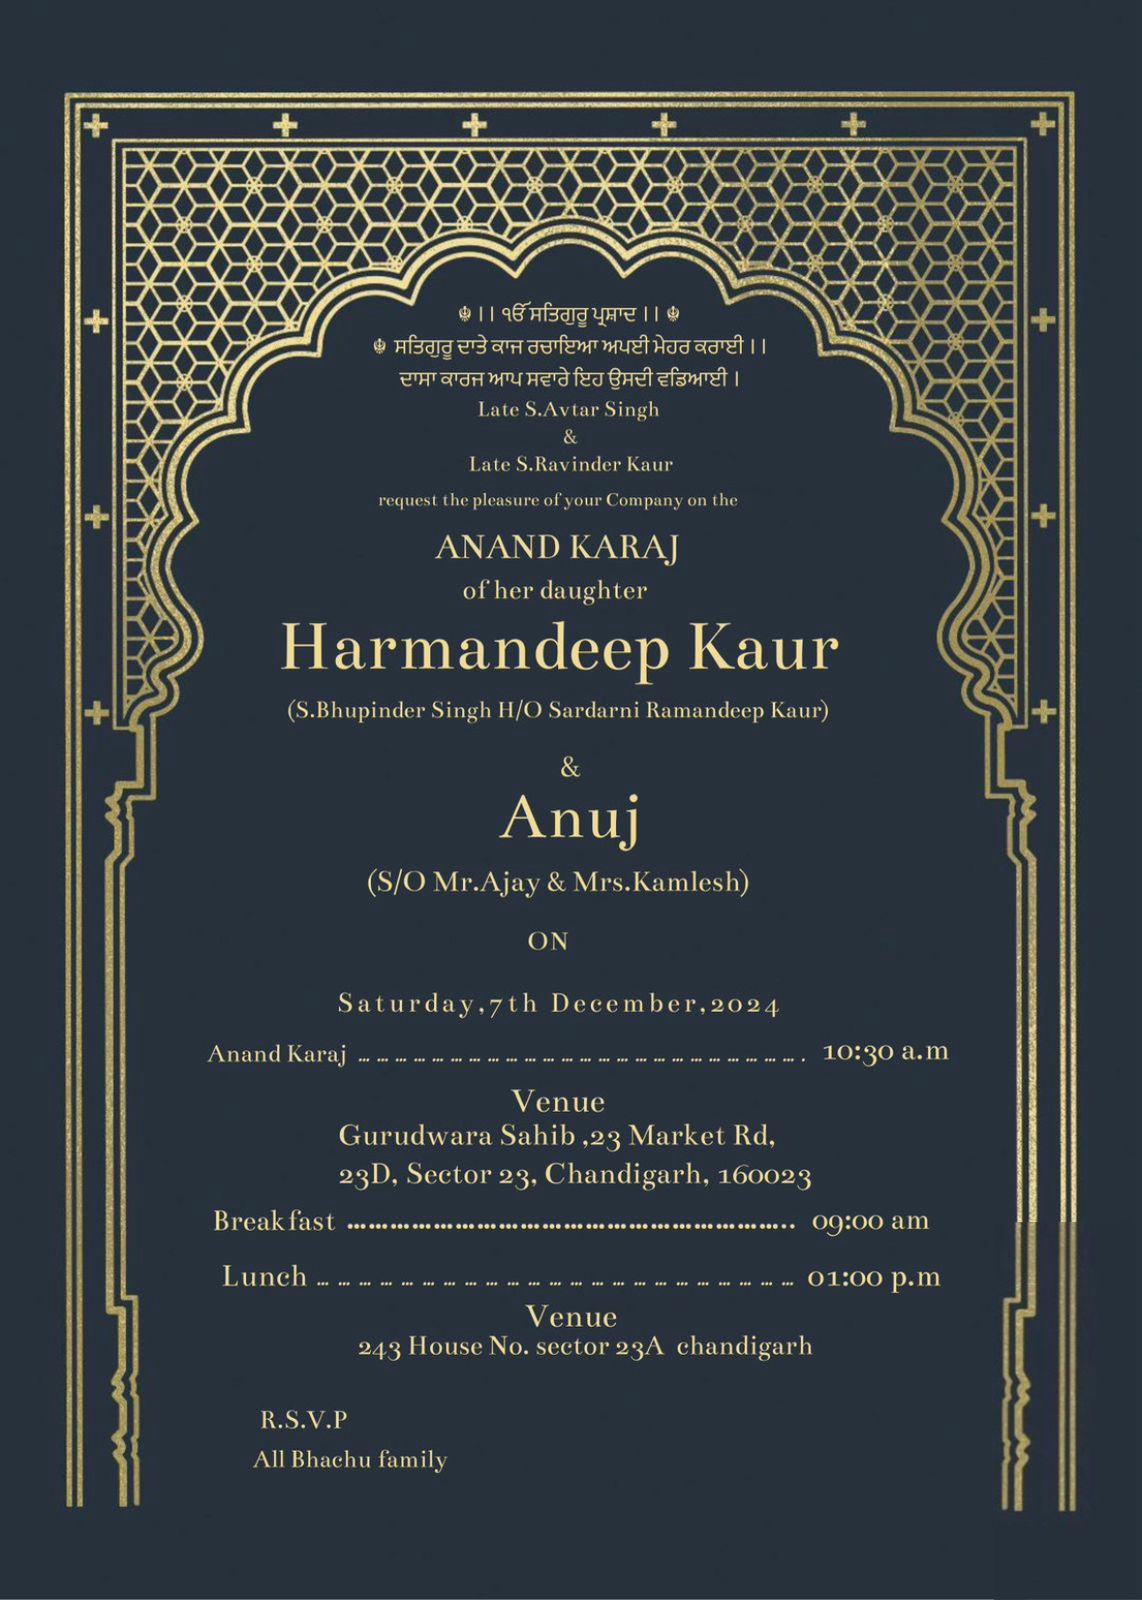 ☬ ।। ੴ ਸਤਿਗੁਰੂ ਪ੍ਰਸ਼ਾਦ ।। ☬
☬ ਸਤਿਗੁਰੂ ਦਾਤੇ ਕਾਜ ਰਚਾਇਆ ਅਪਣੀ ਮੇਹਰ ਕਰਾਈ ।।
ਦਾਸਾ ਕਾਰਜ ਆਪ ਸਵਾਰੇ ਇਹ ਉਸਦੀ ਵਡਿਆਈ ।
Late S.Avtar Singh
&
Late S.Ravinder Kaur
request the pleasure of your Company on the
ANAND KARAJ
of her daughter
Harmandeep Kaur
(S.Bhupinder Singh H/O Sardarni Ramandeep Kaur)
&
Anuj
(S/O Mr.Ajay & Mrs.Kamlesh)
ON
Saturday,7th December,2024
Anand Karaj ................................ 10:30 a.m
Venue
Gurudwara Sahib ,23 Market Rd,
23D, Sector 23, Chandigarh, 160023
Breakfast ................................ 09:00 am
Lunch ................................ 01:00 p.m
Venue
243 House No. sector 23A chandigarh
R.S.V.P
All Bhachu family